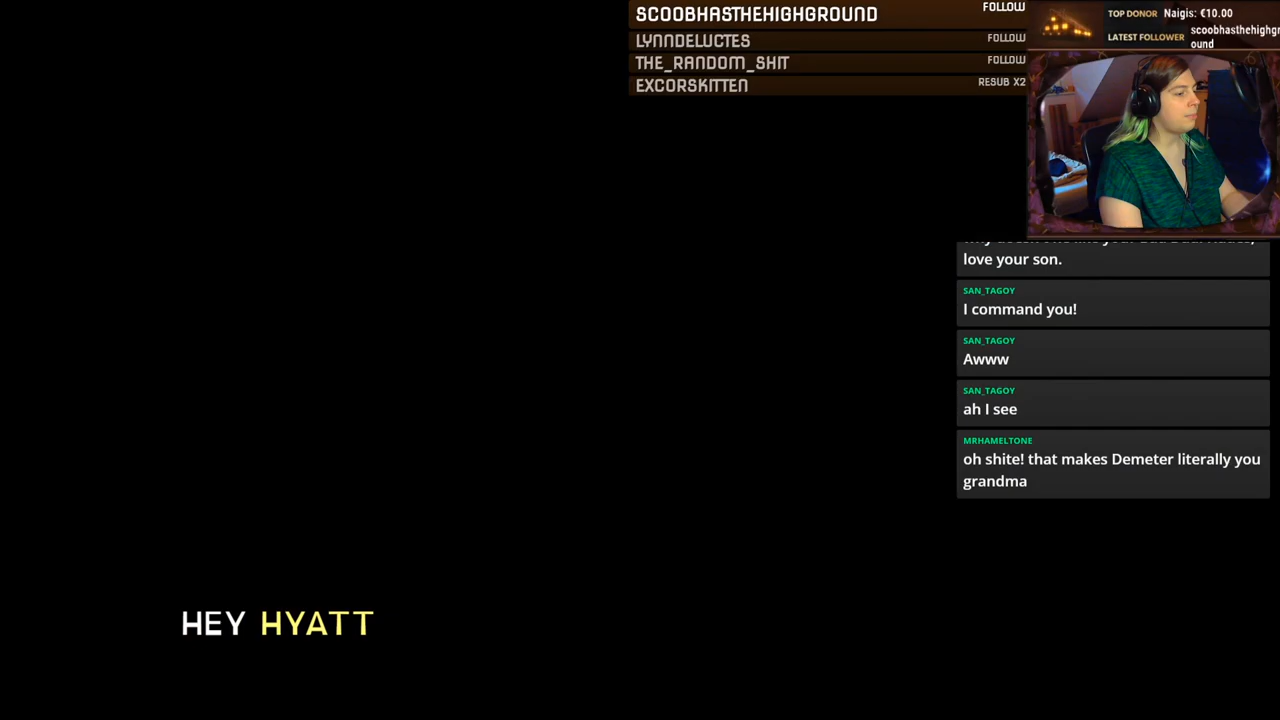 SCOOBHASTHEHIGHGROUND FOLLOW
LYNNDELUCTES FOLLOW
THE_RANDOM_SHIT FOLLOW
EXCORSKITTEN RESUB X2
TOP DONOR Naigis: €10.00
LATEST FOLLOWER scoobhasthehighgr
ound
love your son.
SAN_TAGOY
I command you!
SAN_TAGOY
Awww
SAN_TAGOY
ah I see
MRHAMELTONE
oh shite! that makes Demeter literally you
grandma
HEY HYATT